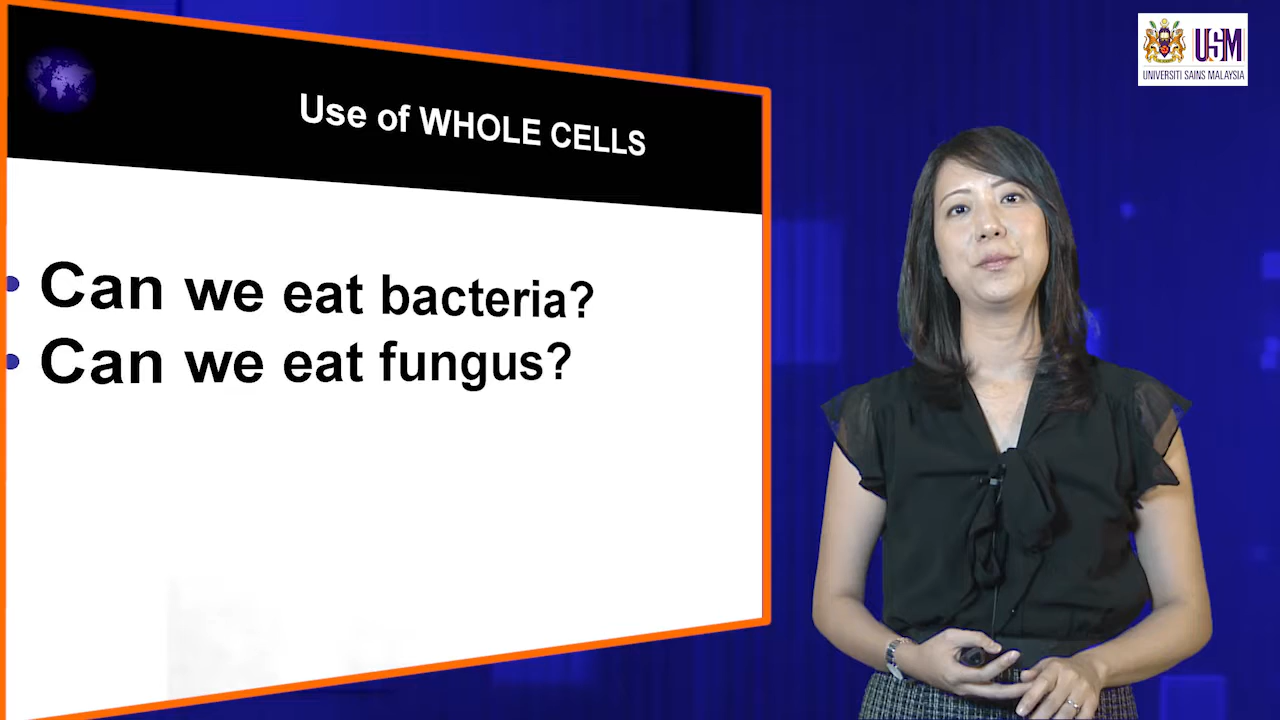 Use of WHOLE CELLS
• Can we eat bacteria?
• Can we eat fungus?
USM
UNIVERSITI SAINS MALAYSIA